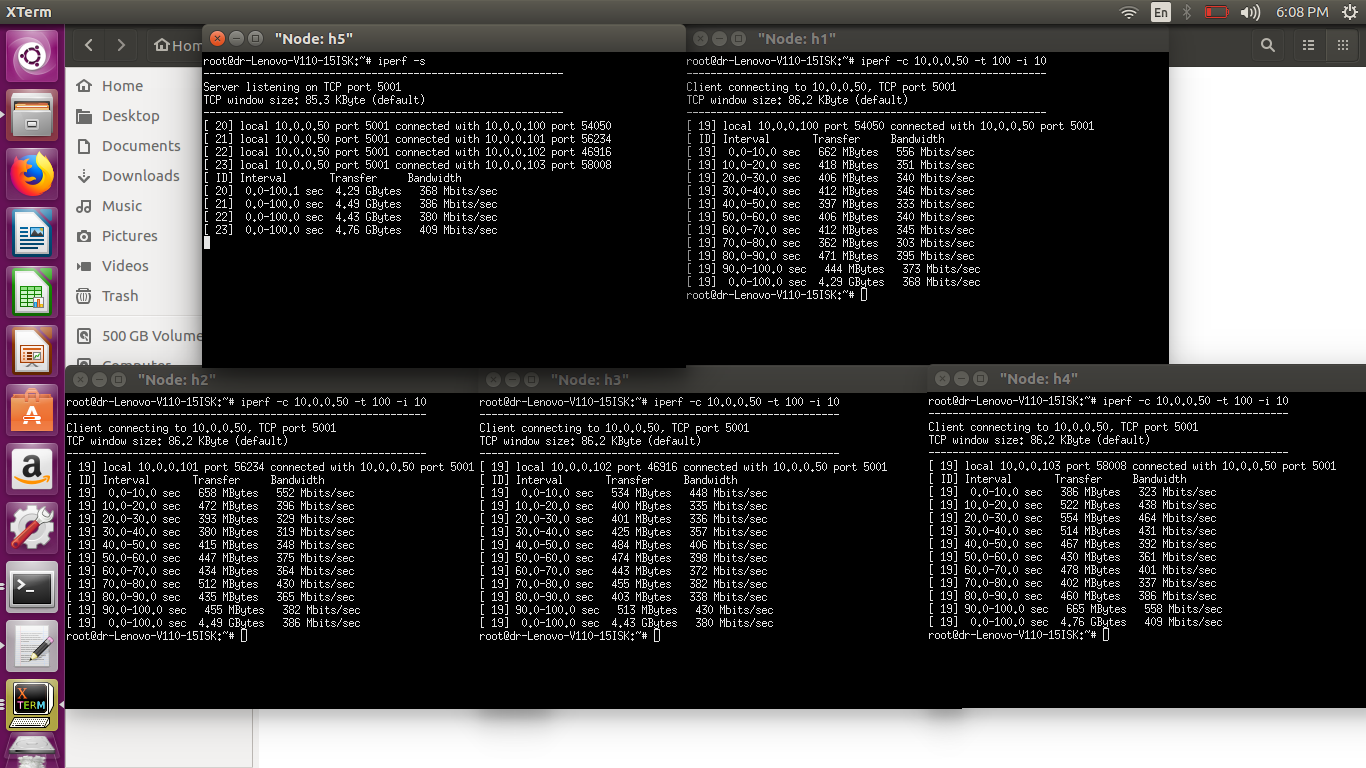 XTerm
En
6:08 PM
Hom
Home
Desktop
Documents
Downloads
Music
Pictures
Videos
Trash
500 GB Volume
"Node: h5"
root@dr-Lenovo-V110-15ISK:~# iperf -s
------------------------------------------------------------
Server listening on TCP port 5001
TCP window size: 85.3 KByte (default)
------------------------------------------------------------
[ 20] local 10.0.0.50 port 5001 connected with 10.0.0.100 port 54050
[ 21] local 10.0.0.50 port 5001 connected with 10.0.0.101 port 56234
[ 22] local 10.0.0.50 port 5001 connected with 10.0.0.102 port 46916
[ 23] local 10.0.0.50 port 5001 connected with 10.0.0.103 port 58008
[ ID] Interval Transfer Bandwidth
[ 20] 0.0-100.1 sec 4.29 GBytes 368 Mbits/sec
[ 21] 0.0-100.0 sec 4.49 GBytes 386 Mbits/sec
[ 22] 0.0-100.0 sec 4.43 GBytes 380 Mbits/sec
[ 23] 0.0-100.0 sec 4.76 GBytes 409 Mbits/sec
"Node: h1"
root@dr-Lenovo-V110-15ISK:~# iperf -c 10.0.0.50 -t 100 -i 10
------------------------------------------------------------
Client connecting to 10.0.0.50, TCP port 5001
TCP window size: 86.2 KByte (default)
------------------------------------------------------------
[ 19] local 10.0.0.100 port 54050 connected with 10.0.0.50 port 5001
[ ID] Interval Transfer Bandwidth
[ 19] 0.0-10.0 sec 662 MBytes 556 Mbits/sec
[ 19] 10.0-20.0 sec 418 MBytes 351 Mbits/sec
[ 19] 20.0-30.0 sec 406 MBytes 340 Mbits/sec
[ 19] 30.0-40.0 sec 412 MBytes 346 Mbits/sec
[ 19] 40.0-50.0 sec 397 MBytes 333 Mbits/sec
[ 19] 50.0-60.0 sec 406 MBytes 340 Mbits/sec
[ 19] 60.0-70.0 sec 412 MBytes 345 Mbits/sec
[ 19] 70.0-80.0 sec 362 MBytes 303 Mbits/sec
[ 19] 80.0-90.0 sec 471 MBytes 395 Mbits/sec
[ 19] 90.0-100.0 sec 444 MBytes 373 Mbits/sec
[ 19] 0.0-100.0 sec 4.29 GBytes 368 Mbits/sec
root@dr-Lenovo-V110-15ISK:~#
"Node: h2"
root@dr-Lenovo-V110-15ISK:~# iperf -c 10.0.0.50 -t 100 -i 10
------------------------------------------------------------
Client connecting to 10.0.0.50, TCP port 5001
TCP window size: 86.2 KByte (default)
------------------------------------------------------------
[ 19] local 10.0.0.101 port 56234 connected with 10.0.0.50 port 5001
[ ID] Interval Transfer Bandwidth
[ 19] 0.0-10.0 sec 658 MBytes 552 Mbits/sec
[ 19] 10.0-20.0 sec 472 MBytes 396 Mbits/sec
[ 19] 20.0-30.0 sec 393 MBytes 329 Mbits/sec
[ 19] 30.0-40.0 sec 380 MBytes 319 Mbits/sec
[ 19] 40.0-50.0 sec 415 MBytes 348 Mbits/sec
[ 19] 50.0-60.0 sec 447 MBytes 375 Mbits/sec
[ 19] 60.0-70.0 sec 434 MBytes 364 Mbits/sec
[ 19] 70.0-80.0 sec 512 MBytes 430 Mbits/sec
[ 19] 80.0-90.0 sec 435 MBytes 365 Mbits/sec
[ 19] 90.0-100.0 sec 455 MBytes 382 Mbits/sec
[ 19] 0.0-100.0 sec 4.49 GBytes 386 Mbits/sec
root@dr-Lenovo-V110-15ISK:~#
"Node: h3"
root@dr-Lenovo-V110-15ISK:~# iperf -c 10.0.0.50 -t 100 -i 10
------------------------------------------------------------
Client connecting to 10.0.0.50, TCP port 5001
TCP window size: 86.2 KByte (default)
------------------------------------------------------------
[ 19] local 10.0.0.102 port 46916 connected with 10.0.0.50 port 5001
[ ID] Interval Transfer Bandwidth
[ 19] 0.0-10.0 sec 534 MBytes 448 Mbits/sec
[ 19] 10.0-20.0 sec 400 MBytes 335 Mbits/sec
[ 19] 20.0-30.0 sec 401 MBytes 336 Mbits/sec
[ 19] 30.0-40.0 sec 425 MBytes 357 Mbits/sec
[ 19] 40.0-50.0 sec 484 MBytes 406 Mbits/sec
[ 19] 50.0-60.0 sec 474 MBytes 398 Mbits/sec
[ 19] 60.0-70.0 sec 443 MBytes 372 Mbits/sec
[ 19] 70.0-80.0 sec 455 MBytes 382 Mbits/sec
[ 19] 80.0-90.0 sec 403 MBytes 338 Mbits/sec
[ 19] 90.0-100.0 sec 513 MBytes 430 Mbits/sec
[ 19] 0.0-100.0 sec 4.43 GBytes 380 Mbits/sec
root@dr-Lenovo-V110-15ISK:~#
"Node: h4"
root@dr-Lenovo-V110-15ISK:~# iperf -c 10.0.0.50 -t 100 -i 10
------------------------------------------------------------
Client connecting to 10.0.0.50, TCP port 5001
TCP window size: 86.2 KByte (default)
------------------------------------------------------------
[ 19] local 10.0.0.103 port 58008 connected with 10.0.0.50 port 5001
[ ID] Interval Transfer Bandwidth
[ 19] 0.0-10.0 sec 386 MBytes 323 Mbits/sec
[ 19] 10.0-20.0 sec 522 MBytes 438 Mbits/sec
[ 19] 20.0-30.0 sec 554 MBytes 464 Mbits/sec
[ 19] 30.0-40.0 sec 514 MBytes 431 Mbits/sec
[ 19] 40.0-50.0 sec 467 MBytes 392 Mbits/sec
[ 19] 50.0-60.0 sec 430 MBytes 361 Mbits/sec
[ 19] 60.0-70.0 sec 478 MBytes 401 Mbits/sec
[ 19] 70.0-80.0 sec 402 MBytes 337 Mbits/sec
[ 19] 80.0-90.0 sec 460 MBytes 386 Mbits/sec
[ 19] 90.0-100.0 sec 665 MBytes 558 Mbits/sec
[ 19] 0.0-100.0 sec 4.76 GBytes 409 Mbits/sec
root@dr-Lenovo-V110-15ISK:~#
X
TERM